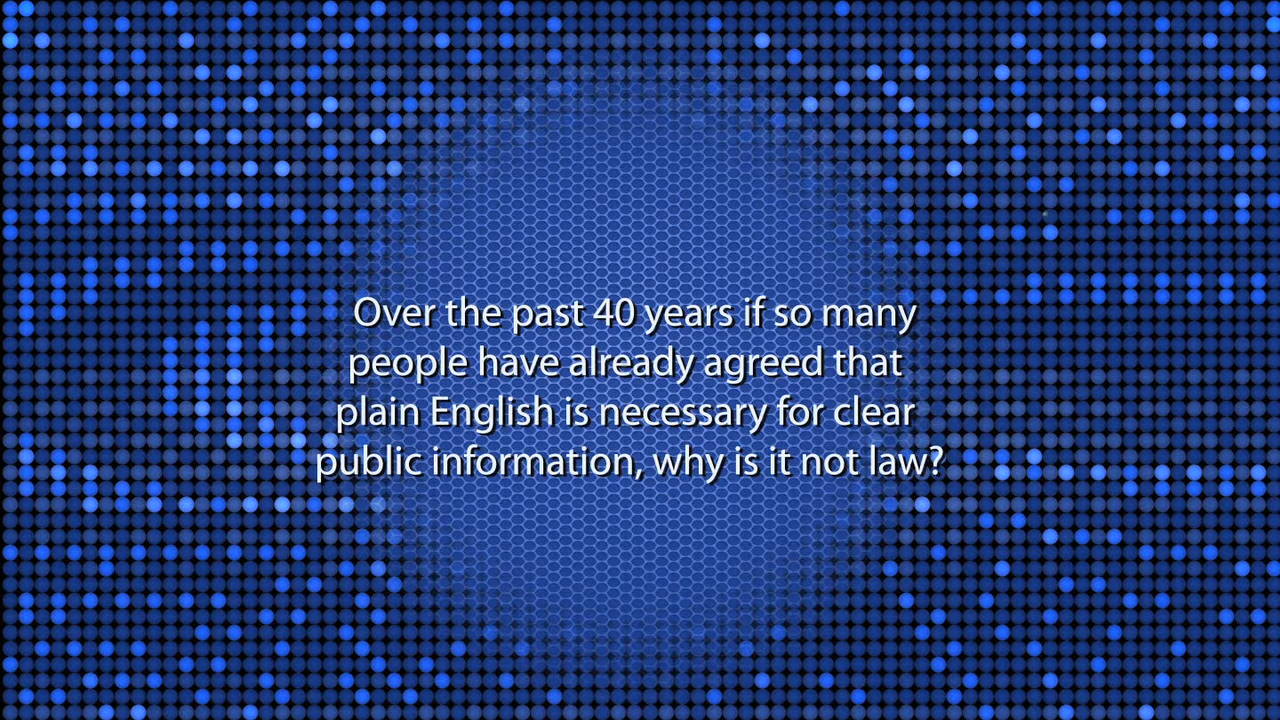 Over the past 40 years if so many
people have already agreed that
plain English is necessary for clear
public information, why is it not law?